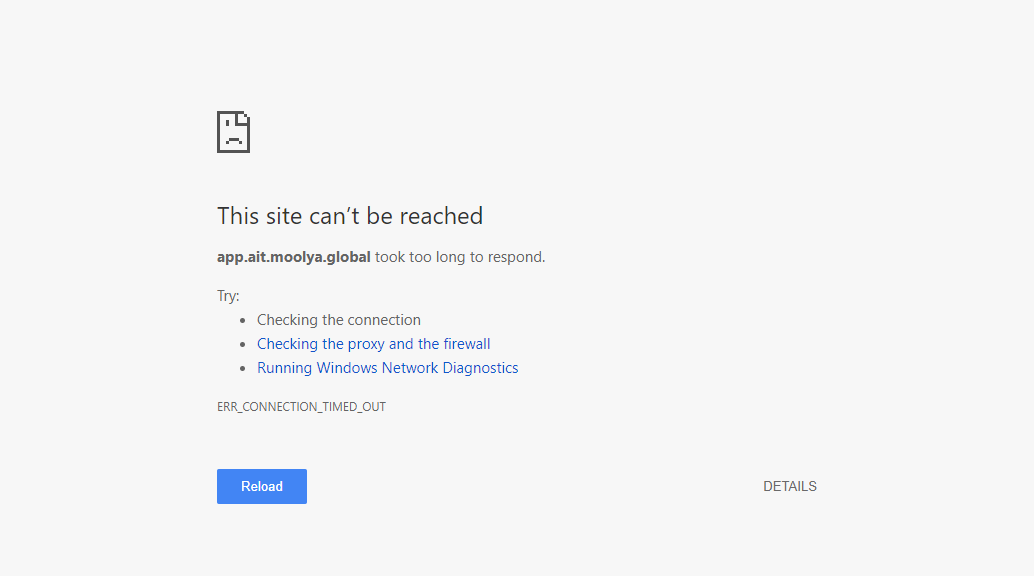 This site can’t be reached
app.ait.moolya.global took too long to respond.
Try:
Checking the connection
Checking the proxy and the firewall
Running Windows Network Diagnostics
ERR_CONNECTION_TIMED_OUT
Reload
DETAILS